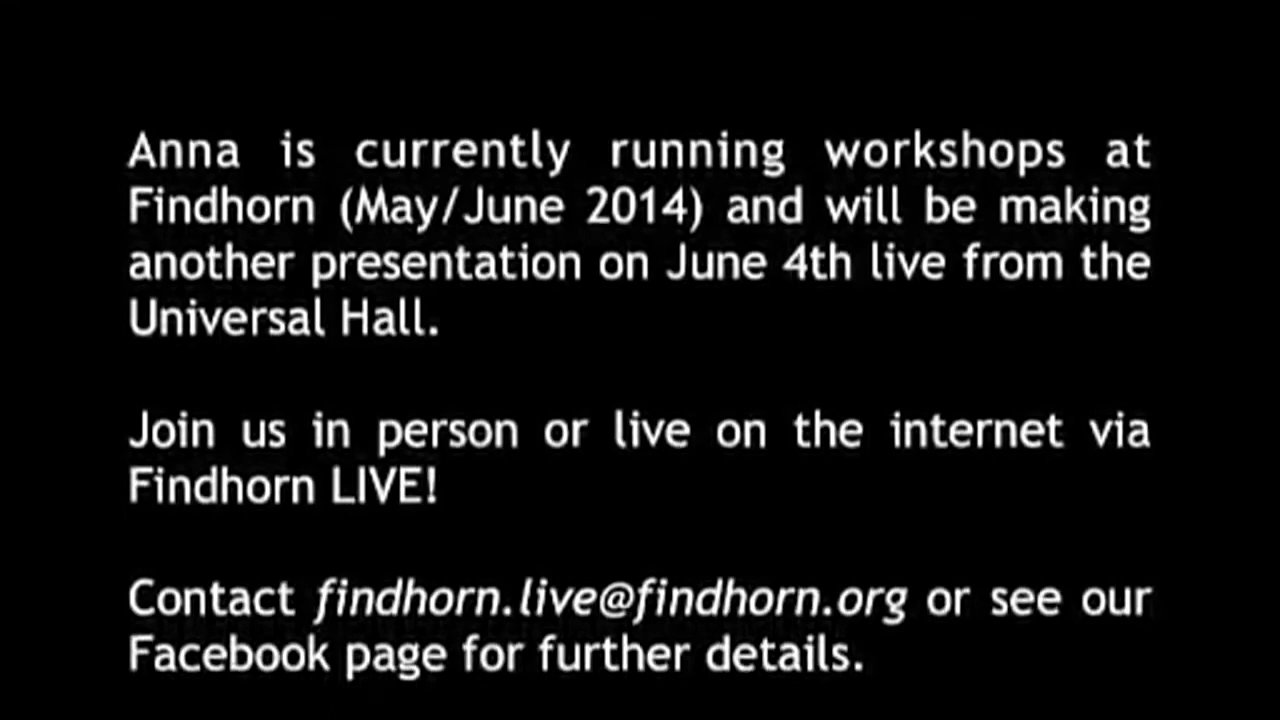 Anna is currently running workshops at
Findhorn (May/June 2014) and will be making
another presentation on June 4th live from the
Universal Hall.
Join us in person or live on the internet via
Findhorn LIVE!
Contact findhorn.live@findhorn.org or see our
Facebook page for further details.